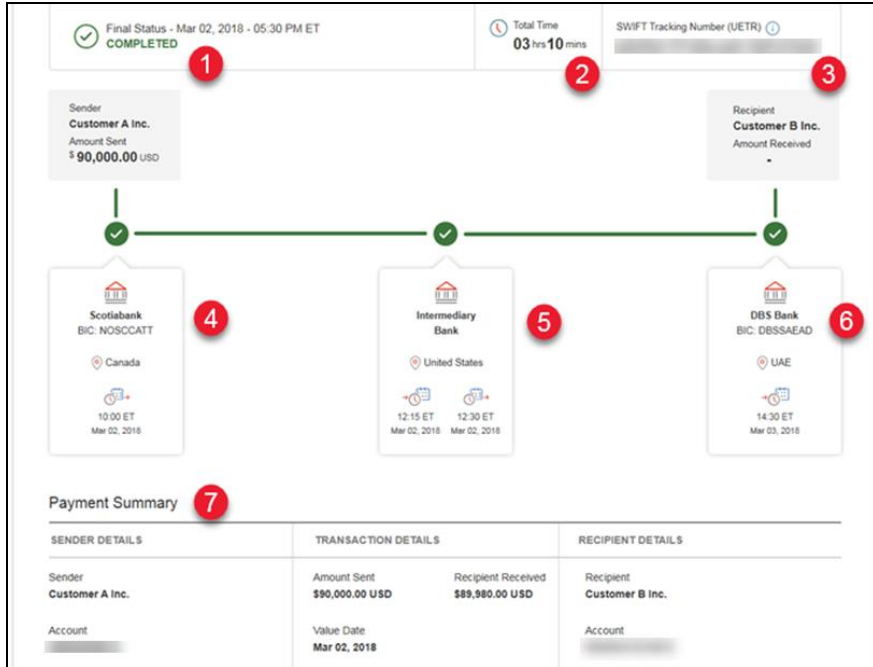 Final Status - Mar 02, 2018 - 05:30 PM ET
COMPLETED
1
Total Time
03 hrs 10 mins
2
SWIFT Tracking Number (UETR)
3
Sender
Customer A Inc.
Amount Sent
$ 90,000.00 USD
Recipient
Customer B Inc.
Amount Received
-
Scotiabank
BIC: NOSCCATT
Canada
10:00 ET
Mar 02, 2018
4
Intermediary
Bank
United States
12:15 ET 12:30 ET
Mar 02, 2018 Mar 02, 2018
5
DBS Bank
BIC: DBSSAEAD
UAE
14:30 ET
Mar 03, 2018
6
Payment Summary 7
SENDER DETAILS TRANSACTION DETAILS RECIPIENT DETAILS
Sender
Customer A Inc.
Account
Amount Sent Recipient Received
$90,000.00 USD $89,980.00 USD
Value Date
Mar 02, 2018
Recipient
Customer B Inc.
Account